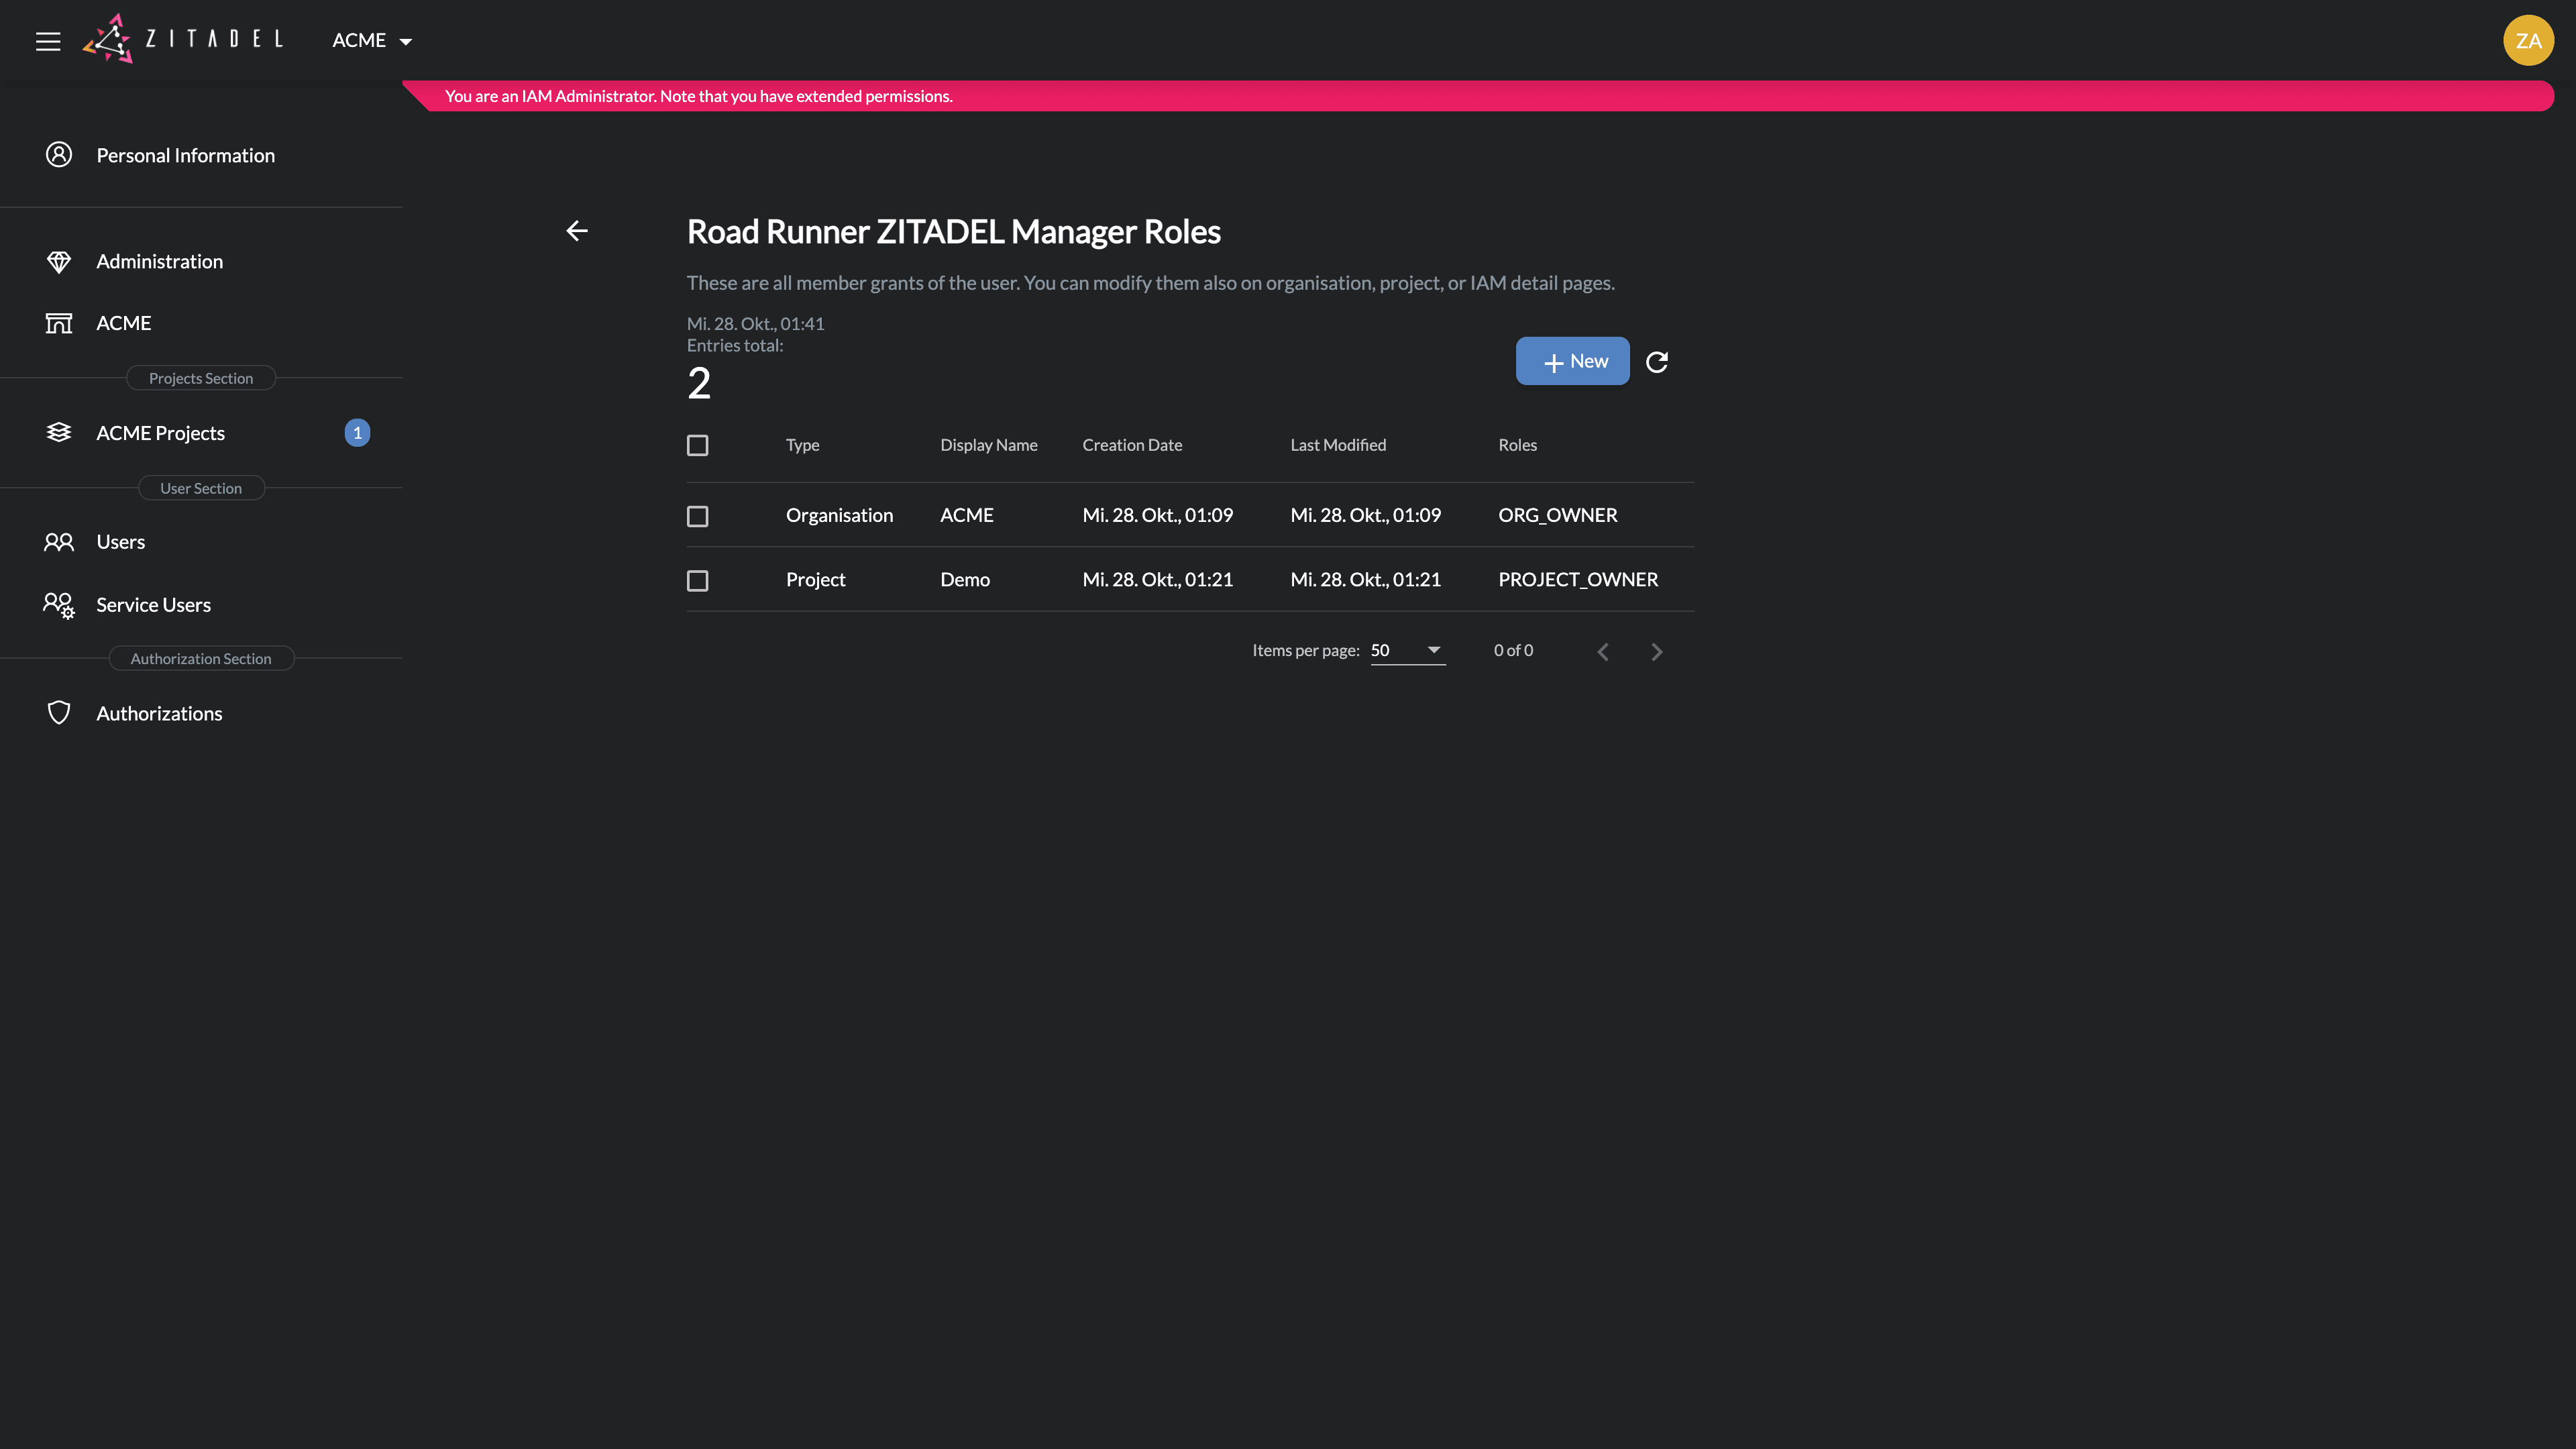 ZITADEL ACME ZA
You are an IAM Administrator. Note that you have extended permissions.
Personal Information
Administration
ACME
Projects Section
ACME Projects 1
User Section
Users
Service Users
Authorization Section
Authorizations
Road Runner ZITADEL Manager Roles
These are all member grants of the user. You can modify them also on organisation, project, or IAM detail pages.
Mi. 28. Okt., 01:41
Entries total:
2
New
Type Display Name Creation Date Last Modified Roles
Organisation ACME Mi. 28. Okt., 01:09 Mi. 28. Okt., 01:09 ORG_OWNER
Project Demo Mi. 28. Okt., 01:21 Mi. 28. Okt., 01:21 PROJECT_OWNER
Items per page: 50 0 of 0